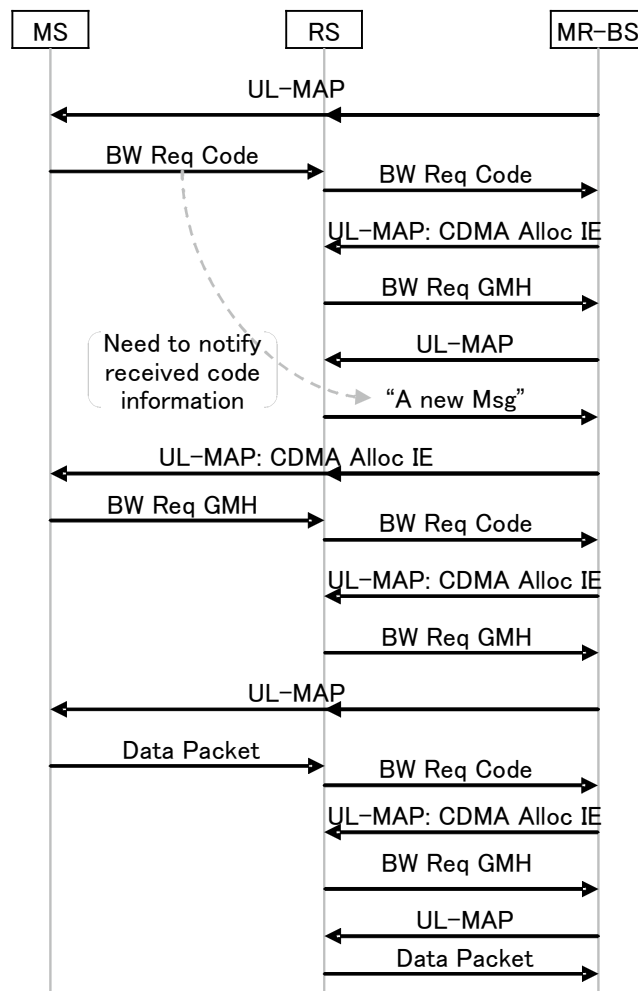 MS
RS
MR-BS
UL-MAP
BW Req Code
BW Req Code
UL-MAP: CDMA Alloc IE
BW Req GMH
Need to notify
received code
information
UL-MAP
“A new Msg”
UL-MAP: CDMA Alloc IE
BW Req GMH
BW Req Code
UL-MAP: CDMA Alloc IE
BW Req GMH
UL-MAP
Data Packet
BW Req Code
UL-MAP: CDMA Alloc IE
BW Req GMH
UL-MAP
Data Packet